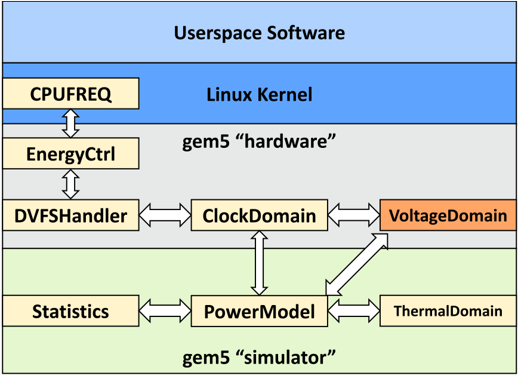 Userspace Software
CPUFREQ
Linux Kernel
gem5 “hardware”
EnergyCtrl
DVFSHandler
ClockDomain
VoltageDomain
Statistics
PowerModel
ThermalDomain
gem5 “simulator”